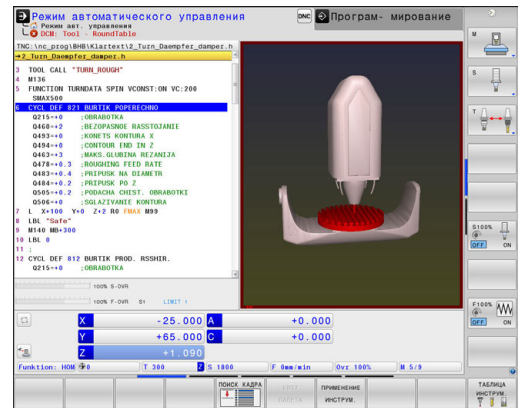 Режим автоматического управления
DNC
Програм- мирование
Режим авт. управления
DCM: Tool - RoundTable
TNC:\nc_prog\BHB\Klartext\2_Turn_Daempfer_damper.h
→2_Turn_Daempfer_damper.h
3 TOOL CALL "TURN_ROUGH"
4 M136
5 FUNCTION TURNDATA SPIN VCONST:ON VC:200
SMAX500
6 CYCL DEF 821 BURTIK POPERECHNO
Q215=+0 ;OBRABOTKA
Q460=+2 ;BEZOPASNOE RASSTOJANIE
Q493=+0 ;KONETS KONTURA X
Q494=+0 ;CONTOUR END IN Z
Q463=+3 ;MAKS.GLUBINA REZANIJA
Q478=+0.3 ;ROUGHING FEED RATE
Q483=+0.4 ;PRIPUSK NA DIAMETR
Q484=+0.2 ;PRIPUSK PO Z
Q505=+0.2 ;PODACHA CHIST. OBRABOTKI
Q506=+0 ;SGLAZIVANIE KONTURA
7 L X+100 Y+0 Z+2 R0 FMAX M99
8 LBL "Safe"
9 M140 MB+300
10 LBL 0
11 ;
12 CYCL DEF 812 BURTIK PROD. RSSHIR.
Q215=+0 ;OBRABOTKA
100% S-OVR
100% F-OVR S1 LIMIT 1
X -25.000 A +0.000
Y +65.000 C +0.000
Z +1.090
Funktion: HOM 0 T 300 Z S 1800 F 0mm/min Ovr 100% M 5/9
ПОИСК КАДРА
ПРИМЕНЕНИЕ
ИНСТРУМ.
ТАБЛИЦА
ИНСТРУМ.
M
S
T
S100%
OFF ON
F100%
OFF ON